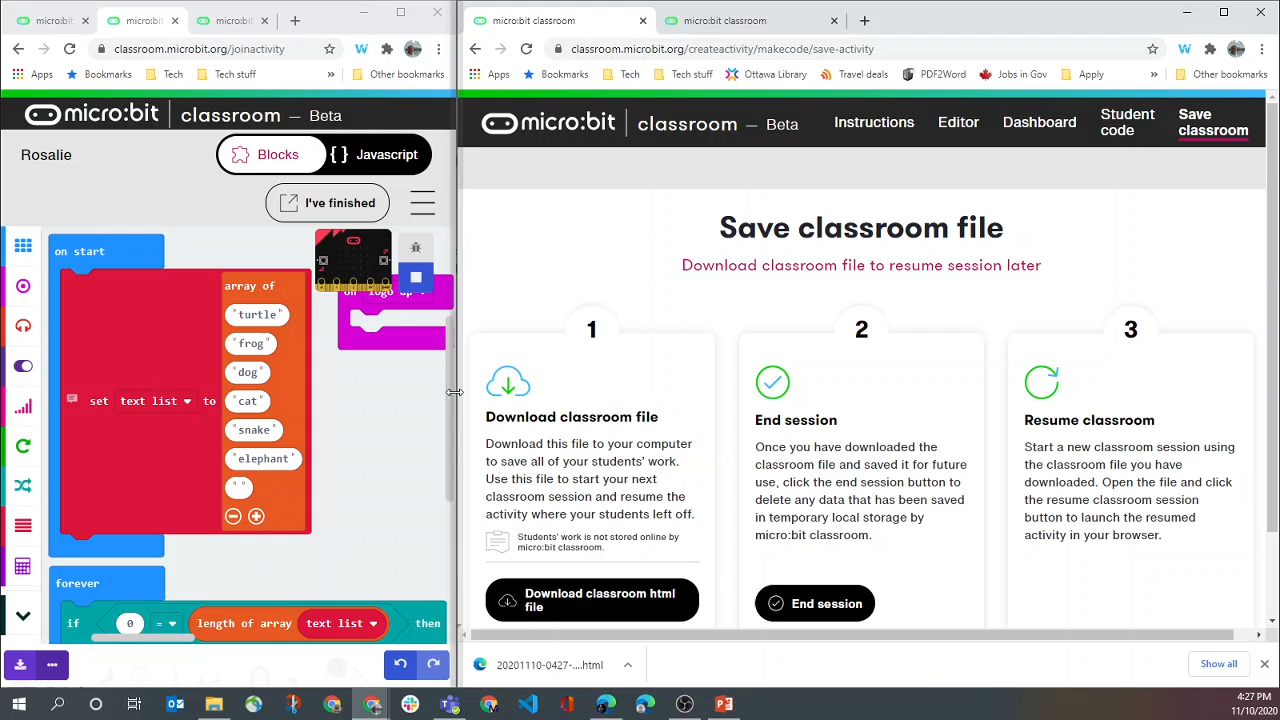 micro:bit
micro:bit
micro:bit
classroom.microbit.org/joinactivity
Apps
Bookmarks
Tech
Tech stuff
»
Other bookmarks
micro:bit classroom — Beta
Rosalie
Blocks
{ } Javascript
I've finished
on start
set text list to
array of
"turtle"
"frog"
"dog"
"cat"
"snake"
"elephant"
" "
on logo up
forever
if 0 = length of array text list then
micro:bit classroom
micro:bit classroom
classroom.microbit.org/createactivity/makecode/save-activity
Apps
Bookmarks
Tech
Tech stuff
Ottawa Library
Travel deals
PDF2Word
Jobs in Gov
Apply
»
Other bookmarks
micro:bit classroom — Beta
Instructions
Editor
Dashboard
Student
code
Save
classroom
Save classroom file
Download classroom file to resume session later
1
Download classroom file
Download this file to your computer
to save all of your students' work.
Use this file to start your next
classroom session and resume the
activity where your students left off.
Students' work is not stored online by
micro:bit classroom.
Download classroom html
file
2
End session
Once you have downloaded the
classroom file and saved it for future
use, click the end session button to
delete any data that has been saved
in temporary local storage by
micro:bit classroom.
End session
3
Resume classroom
Start a new classroom session using
the classroom file you have
downloaded. Open the file and click
the resume classroom session
button to launch the resumed
activity in your browser.
20201110-0427-....html
Show all
4:27 PM
11/10/2020